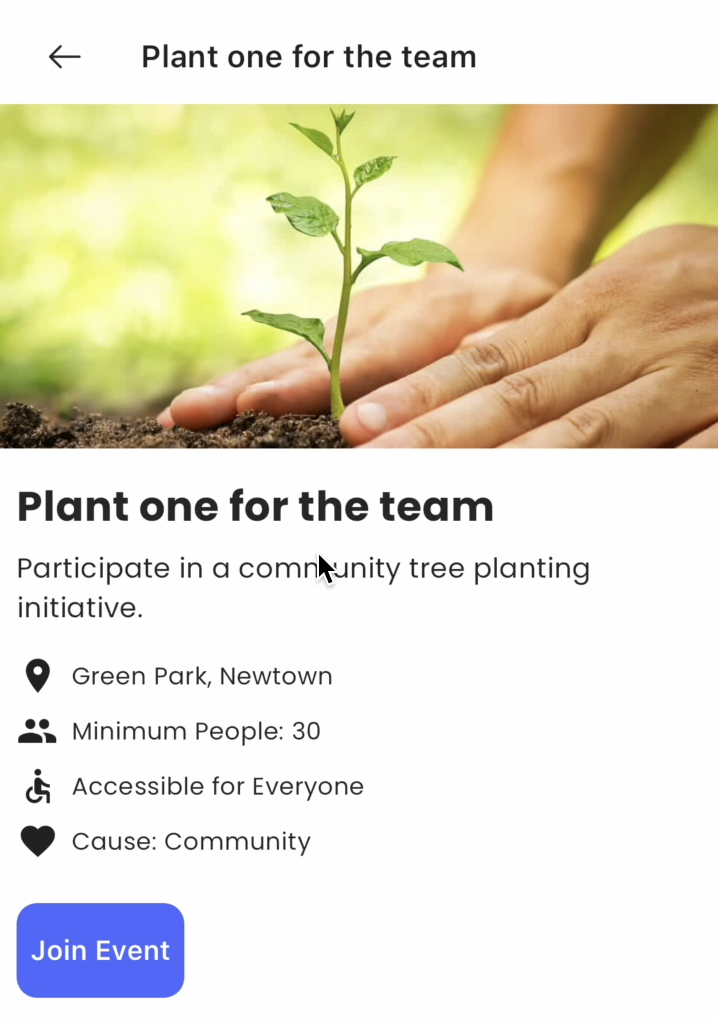 Plant one for the team
Plant one for the team
Participate in a community tree planting
initiative.
Green Park, Newtown
Minimum People: 30
Accessible for Everyone
Cause: Community
Join Event